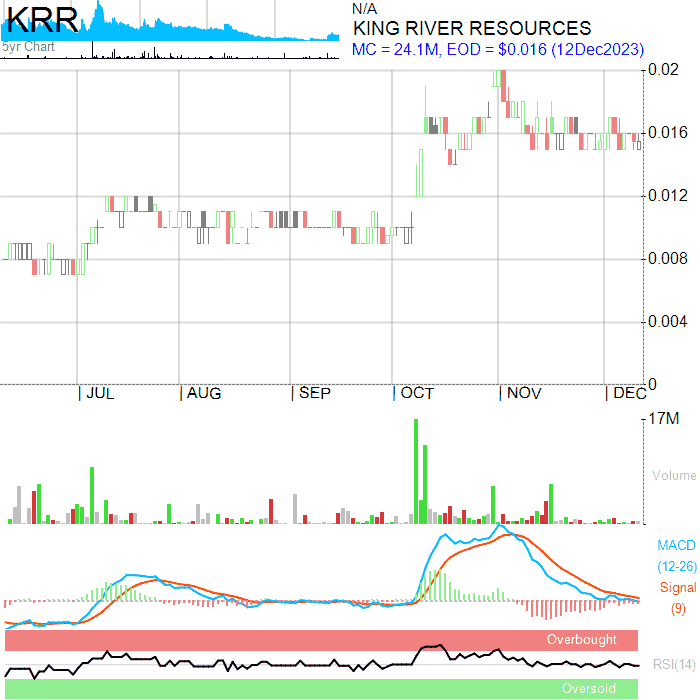 KRR
5yr Chart
N/A
KING RIVER RESOURCES
MC = 24.1M, EOD = $0.016 (12Dec2023)
0.02
0.016
0.012
0.008
0.004
0
| JUL | AUG | SEP | OCT | NOV | DEC
17M
Volume
MACD
(12-26)
Signal
(9)
Overbought
RSI(14)
Oversold